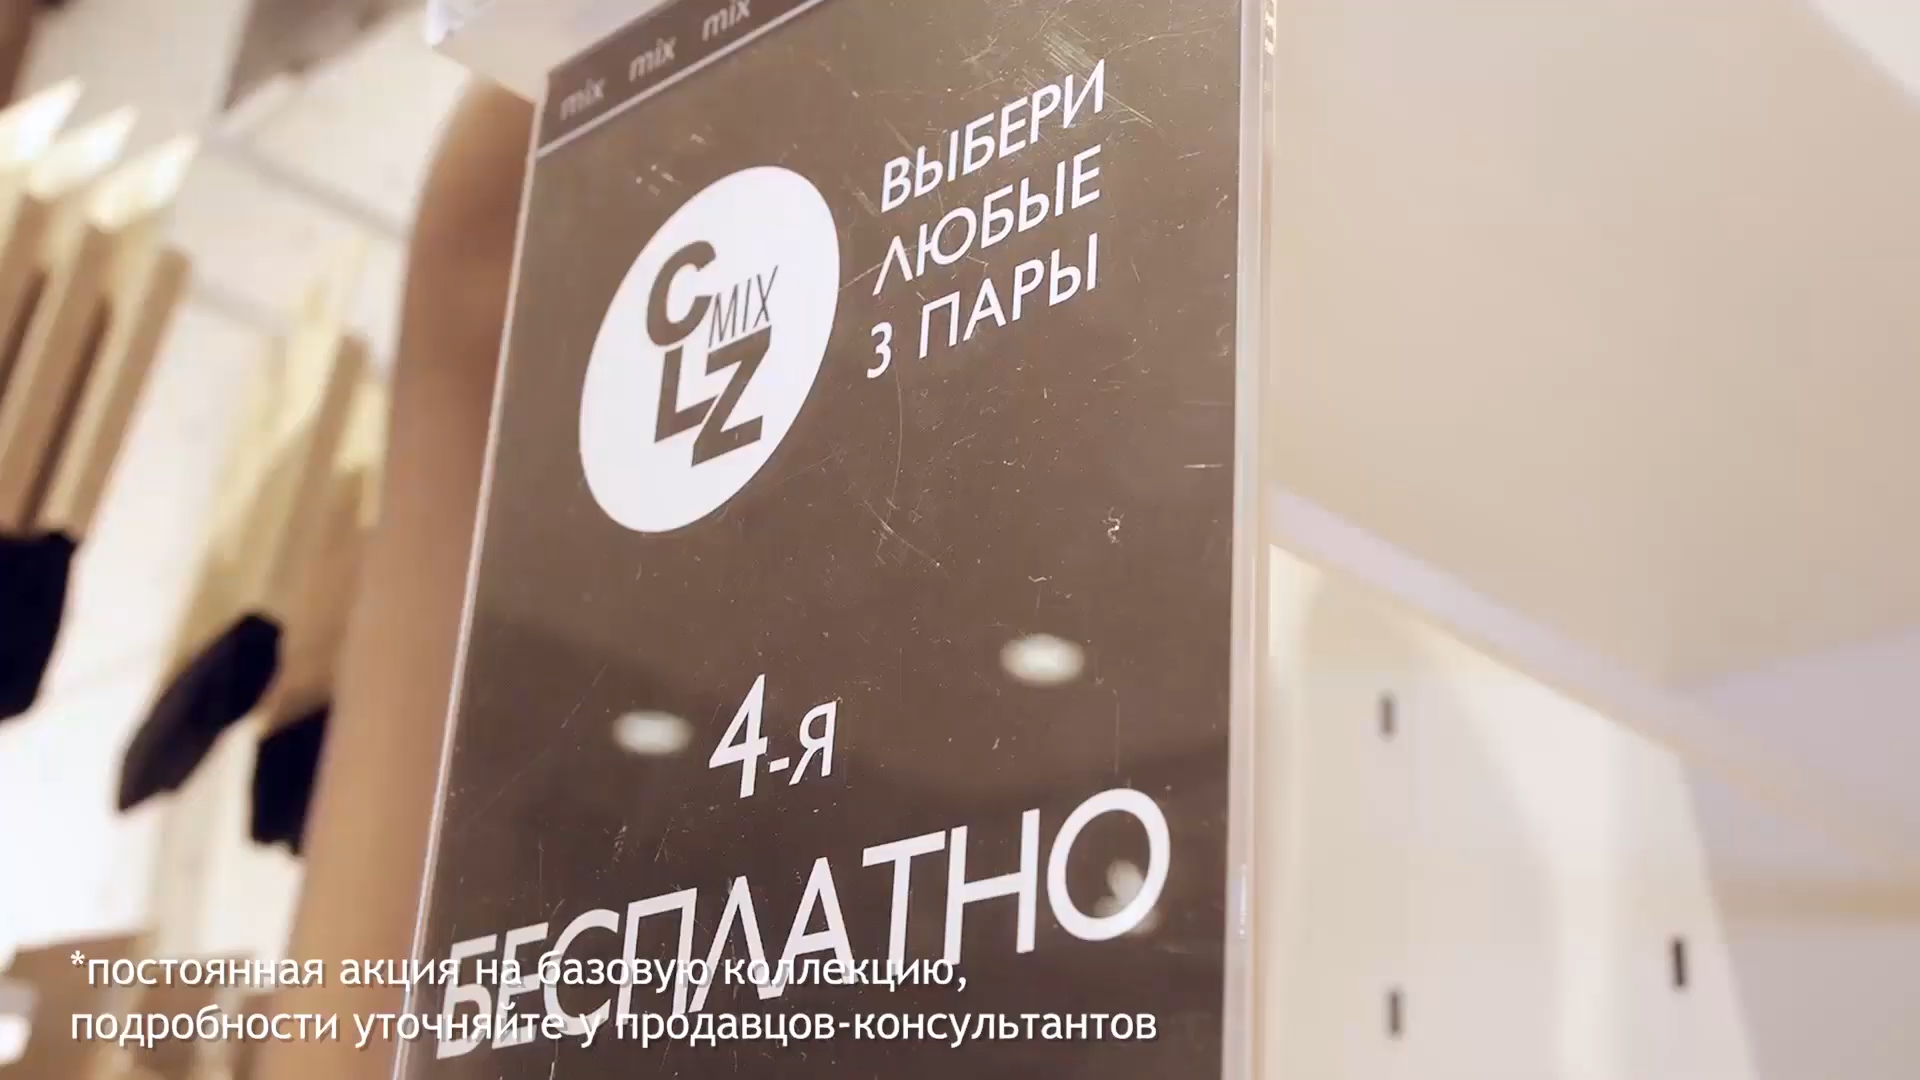 mix mix mix
C MIX
LZ
ВЫБЕРИ
ЛЮБЫЕ
3 ПАРЫ
4-я
БЕСПЛАТНО
*постоянная акция на базовую коллекцию,
подробности уточняйте у продавцов-консультантов